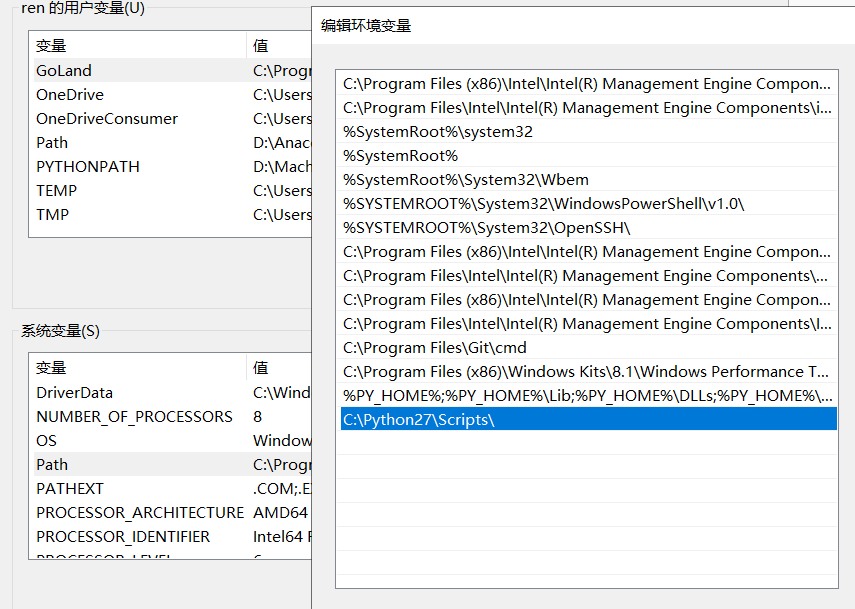 ren 的用户变量(U)
变量 值
GoLand C:\Progr
OneDrive C:\Users
OneDriveConsumer C:\Users
Path D:\Anac
PYTHONPATH D:\Mach
TEMP C:\Users
TMP C:\Users
系统变量(S)
变量 值
DriverData C:\Wind
NUMBER_OF_PROCESSORS 8
OS Window
Path C:\Progr
PATHEXT .COM;.E
PROCESSOR_ARCHITECTURE AMD64
PROCESSOR_IDENTIFIER Intel64 F
编辑环境变量
C:\Program Files (x86)\Intel\Intel(R) Management Engine Compon...
C:\Program Files\Intel\Intel(R) Management Engine Components\i...
%SystemRoot%\system32
%SystemRoot%
%SystemRoot%\System32\Wbem
%SYSTEMROOT%\System32\WindowsPowerShell\v1.0\
%SYSTEMROOT%\System32\OpenSSH\
C:\Program Files (x86)\Intel\Intel(R) Management Engine Compon...
C:\Program Files\Intel\Intel(R) Management Engine Components\...
C:\Program Files (x86)\Intel\Intel(R) Management Engine Compon...
C:\Program Files\Intel\Intel(R) Management Engine Components\I...
C:\Program Files\Git\cmd
C:\Program Files (x86)\Windows Kits\8.1\Windows Performance T...
%PY_HOME%;%PY_HOME%\Lib;%PY_HOME%\DLLs;%PY_HOME%\...
C:\Python27\Scripts\